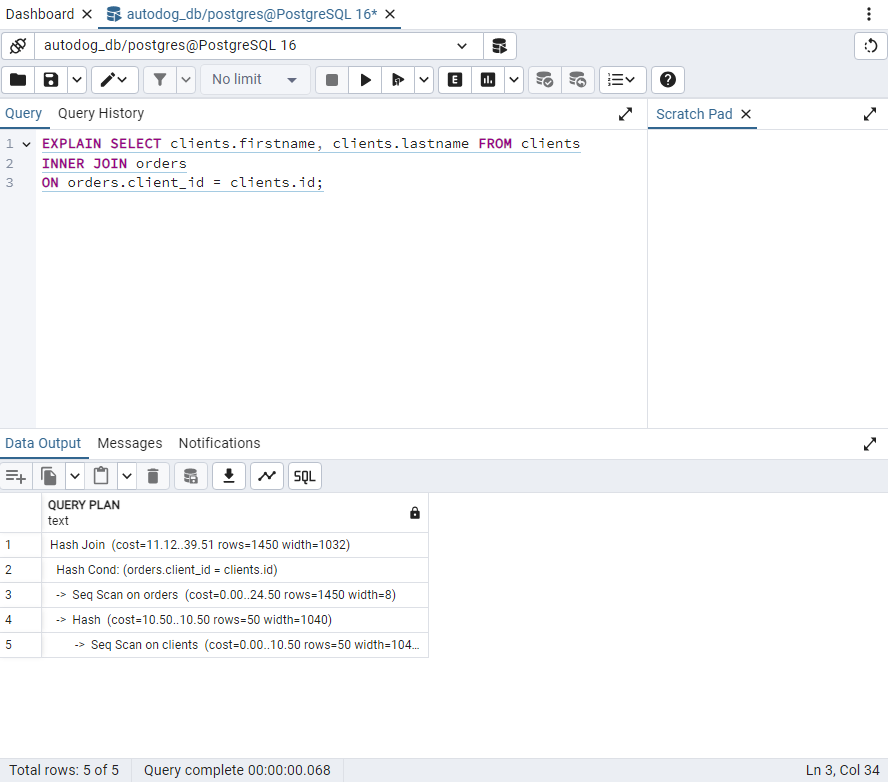 Dashboard
autodog_db/postgres@PostgreSQL 16*
autodog_db/postgres@PostgreSQL 16
No limit
E
SQL
Query Query History
Scratch Pad
1 EXPLAIN SELECT clients.firstname, clients.lastname FROM clients
2 INNER JOIN orders
3 ON orders.client_id = clients.id;
Data Output Messages Notifications
SQL
QUERY PLAN
text
1 Hash Join (cost=11.12..39.51 rows=1450 width=1032)
2 Hash Cond: (orders.client_id = clients.id)
3 -> Seq Scan on orders (cost=0.00..24.50 rows=1450 width=8)
4 -> Hash (cost=10.50..10.50 rows=50 width=1040)
5 -> Seq Scan on clients (cost=0.00..10.50 rows=50 width=104...
Total rows: 5 of 5 Query complete 00:00:00.068 Ln 3, Col 34